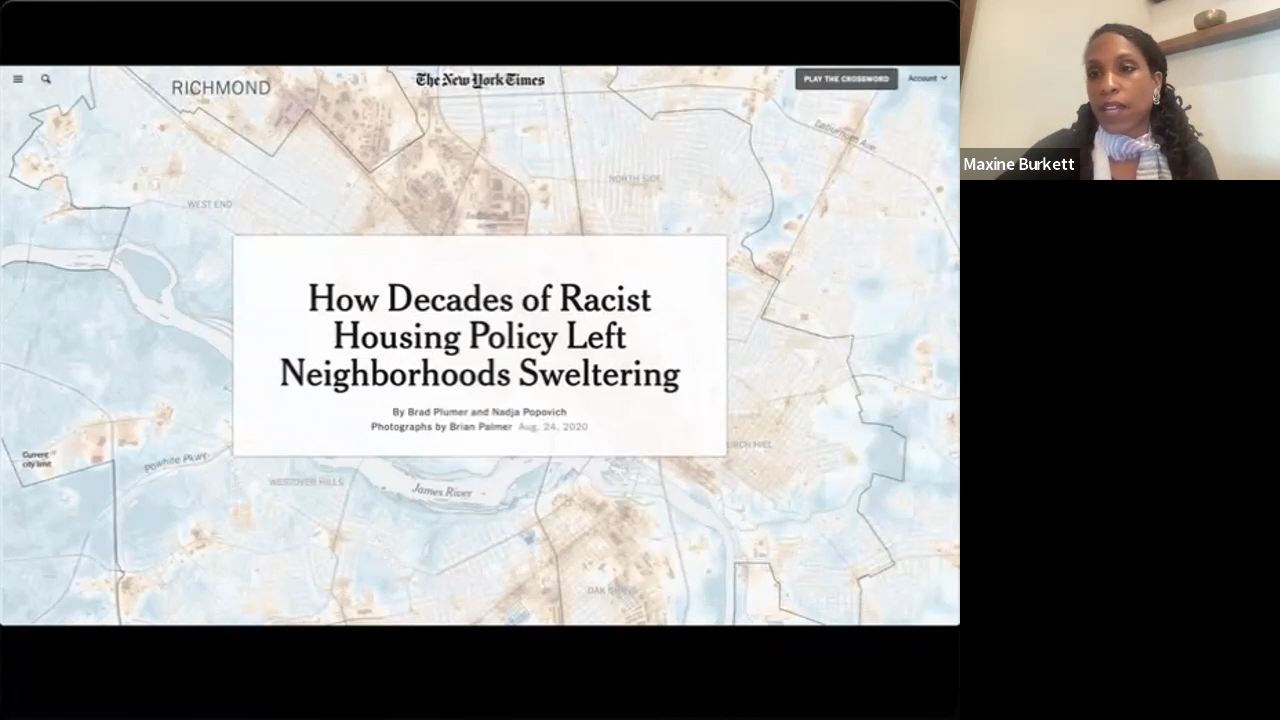 RICHMOND
The New York Times
PLAY THE CROSSWORD
Account
Maxine Burkett
NORTH SIDE
WEST END
How Decades of Racist
Housing Policy Left
Neighborhoods Sweltering
By Brad Plumer and Nadja Popovich
Photographs by Brian Palmer Aug. 24, 2020
Current
city limit
Powhite Pkwy.
WESTOVER HILLS
James River